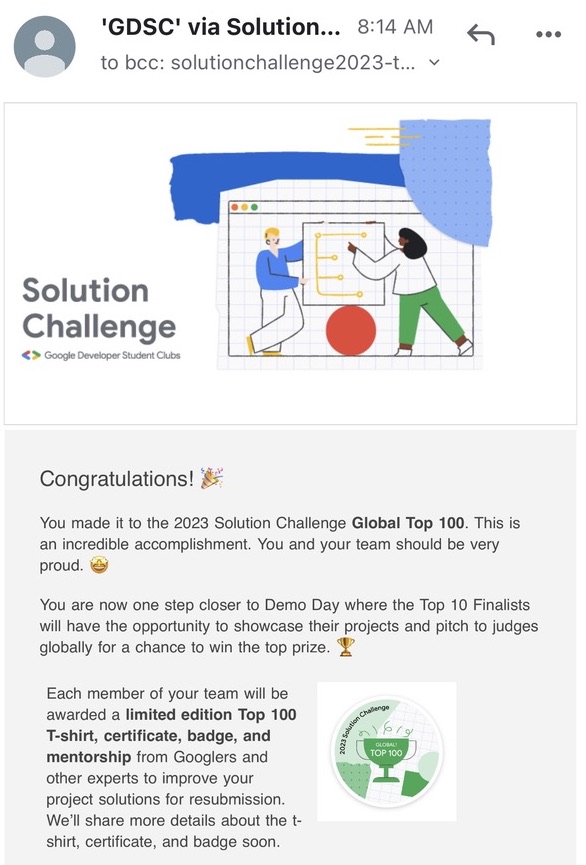 'GDSC' via Solution... 8:14 AM
to bcc: solutionchallenge2023-t...
Solution
Challenge
Google Developer Student Clubs
Congratulations! 🎉
You made it to the 2023 Solution Challenge Global Top 100. This is
an incredible accomplishment. You and your team should be very
proud. 🤩
You are now one step closer to Demo Day where the Top 10 Finalists
will have the opportunity to showcase their projects and pitch to judges
globally for a chance to win the top prize. 🏆
Each member of your team will be
awarded a limited edition Top 100
T-shirt, certificate, badge, and
mentorship from Googlers and
other experts to improve your
project solutions for resubmission.
We'll share more details about the t-
shirt, certificate, and badge soon.
2023 Solution Challenge
GLOBAL!
TOP 100